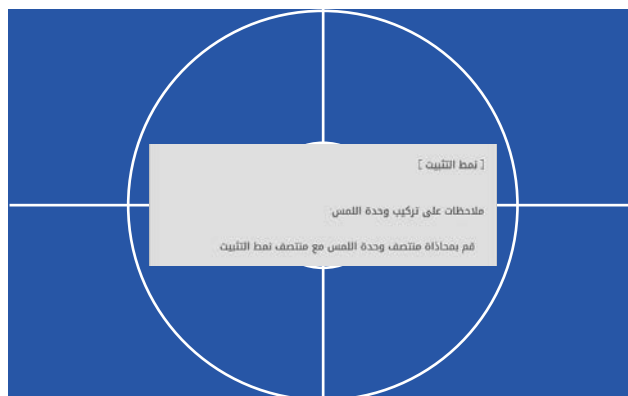 [ نمط التثبيت ]
ملاحظات على تركيب وحدة اللمس:
قم بمحاذاة منتصف وحدة اللمس مع منتصف نمط التثبيت